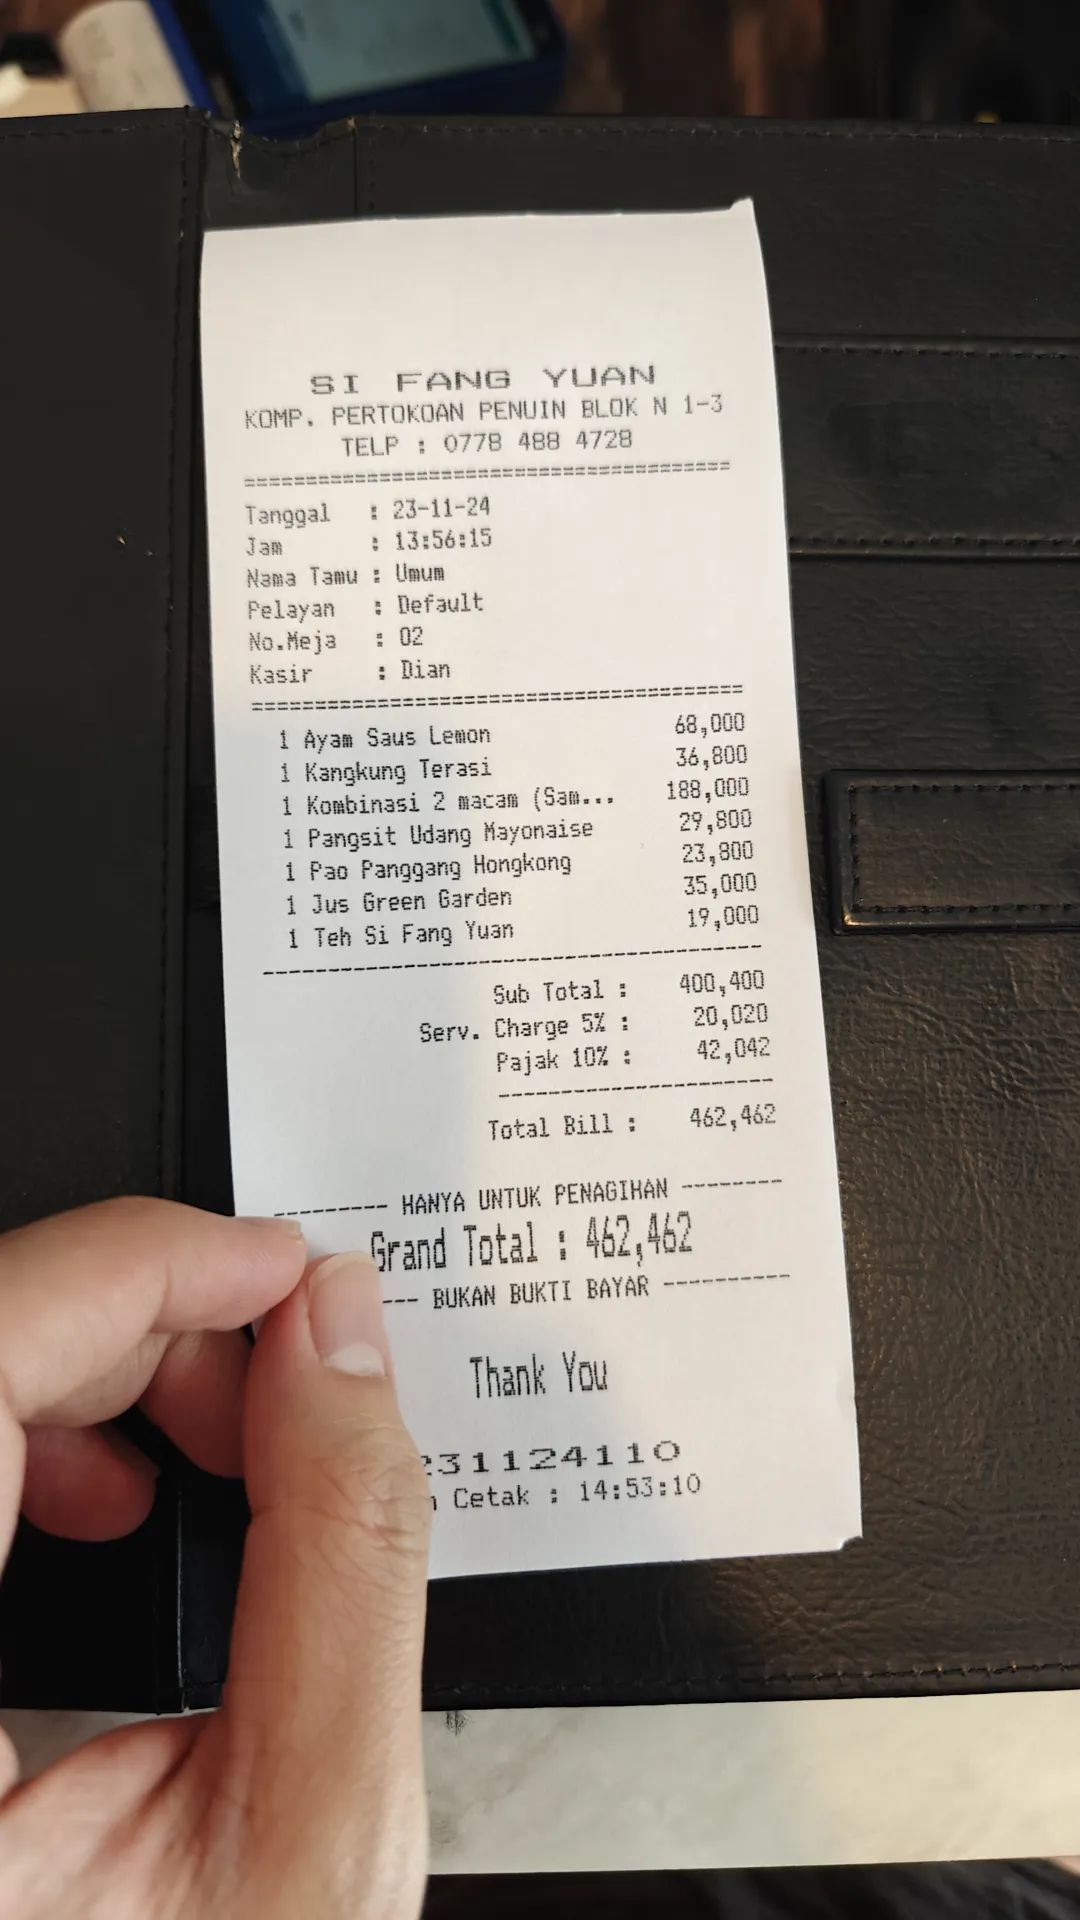 SI FANG YUAN
KOMP. PERTOKOAN PENUIN BLOK N 1-3
TELP : 0778 488 4728
=======================================
Tanggal : 23-11-24
Jam : 13:56:15
Nama Tamu : Umum
Pelayan : Default
No.Meja : 02
Kasir : Dian
=======================================
1 Ayam Saus Lemon 68,000
1 Kangkung Terasi 36,800
1 Kombinasi 2 macam (Sam... 188,000
1 Pangsit Udang Mayonaise 29,800
1 Pao Panggang Hongkong 23,800
1 Jus Green Garden 35,000
1 Teh Si Fang Yuan 19,000
---------------------------------------
Sub Total : 400,400
Serv. Charge 5% : 20,020
Pajak 10% : 42,042
----------------------
Total Bill : 462,462
--------- HANYA UNTUK PENAGIHAN --------
Grand Total : 462,462
--- BUKAN BUKTI BAYAR ----------
Thank You
231124110
Cetak : 14:53:10